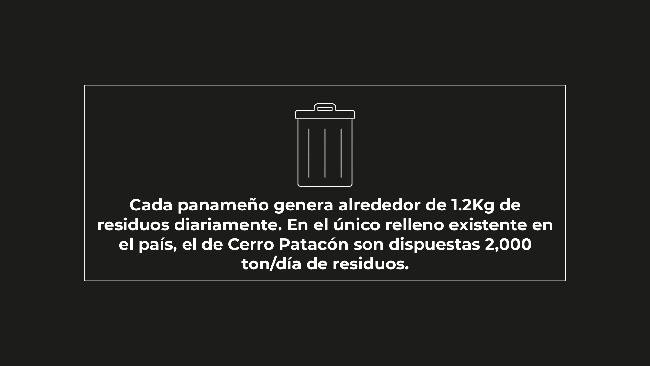 Cada panameño genera alrededor de 1.2Kg de
residuos diariamente. En el único relleno existente en
el país, el de Cerro Patacón son dispuestas 2,000
ton/día de residuos.